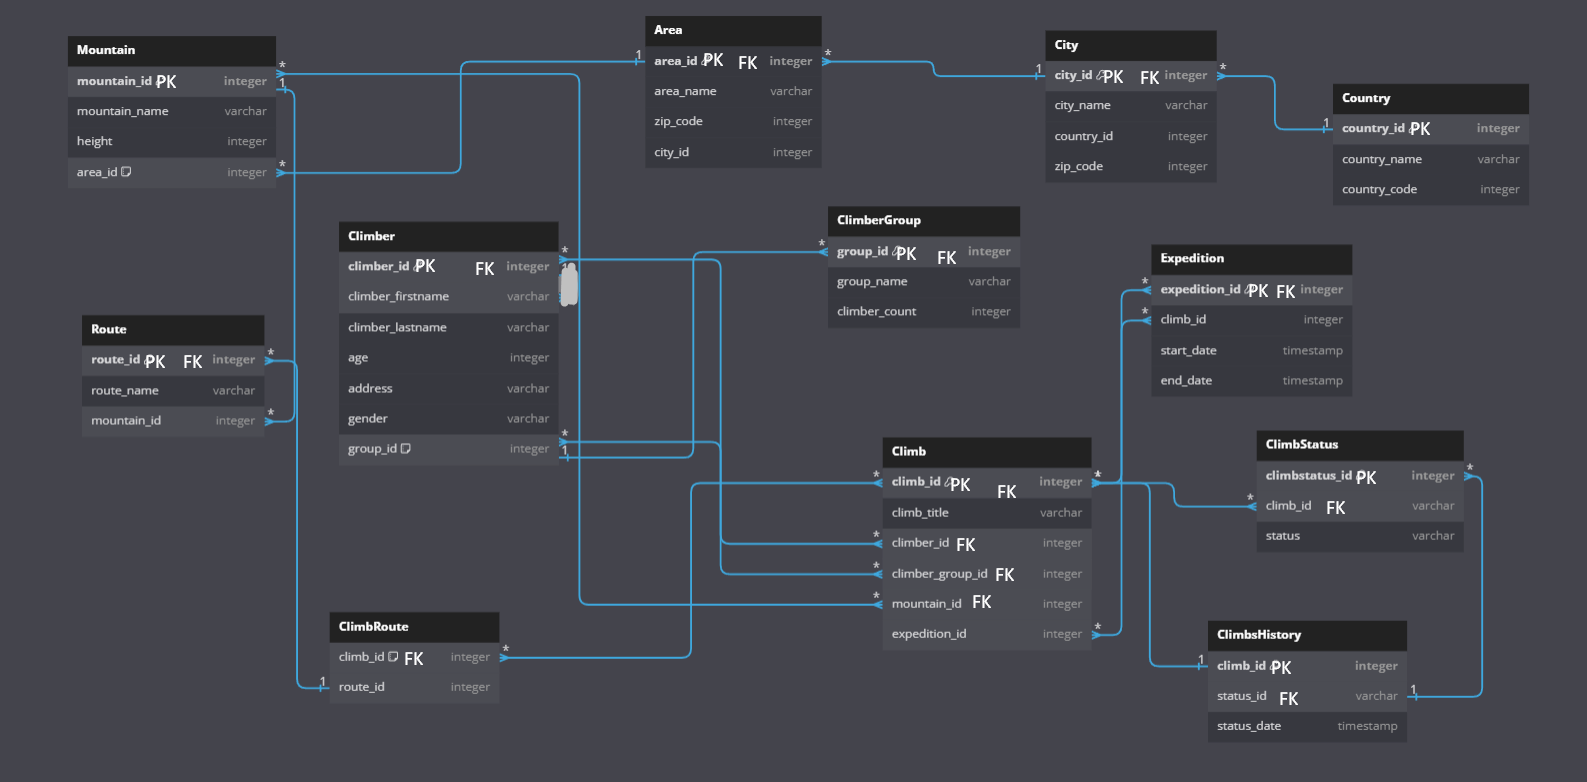 Mountain
mountain_id PK integer
mountain_name varchar
height integer
area_id integer
* 1 *
Area
1 area_id PK FK integer *
area_name varchar
zip_code integer
city_id integer
City
1 city_id PK FK integer *
city_name varchar
country_id integer
zip_code integer
Country
1 country_id PK integer
country_name varchar
country_code integer
Climber
climber_id PK FK integer *
climber_firstname varchar
climber_lastname varchar
age integer
address varchar
gender varchar
group_id integer * 1
ClimberGroup
* group_id PK FK integer
group_name varchar
climber_count integer
Expedition
* expedition_id PK FK integer
* climb_id integer
start_date timestamp
end_date timestamp
Route
route_id PK FK integer *
route_name varchar
mountain_id integer *
Climb
* climb_id PK FK integer *
climb_title varchar
* climber_id FK integer
* climber_group_id FK integer
* mountain_id FK integer
expedition_id integer *
ClimbStatus
climbstatus_id PK integer *
* climb_id FK varchar
status varchar
ClimbRoute
climb_id FK integer *
1 route_id integer
ClimbsHistory
1 climb_id PK integer
status_id FK varchar 1
status_date timestamp